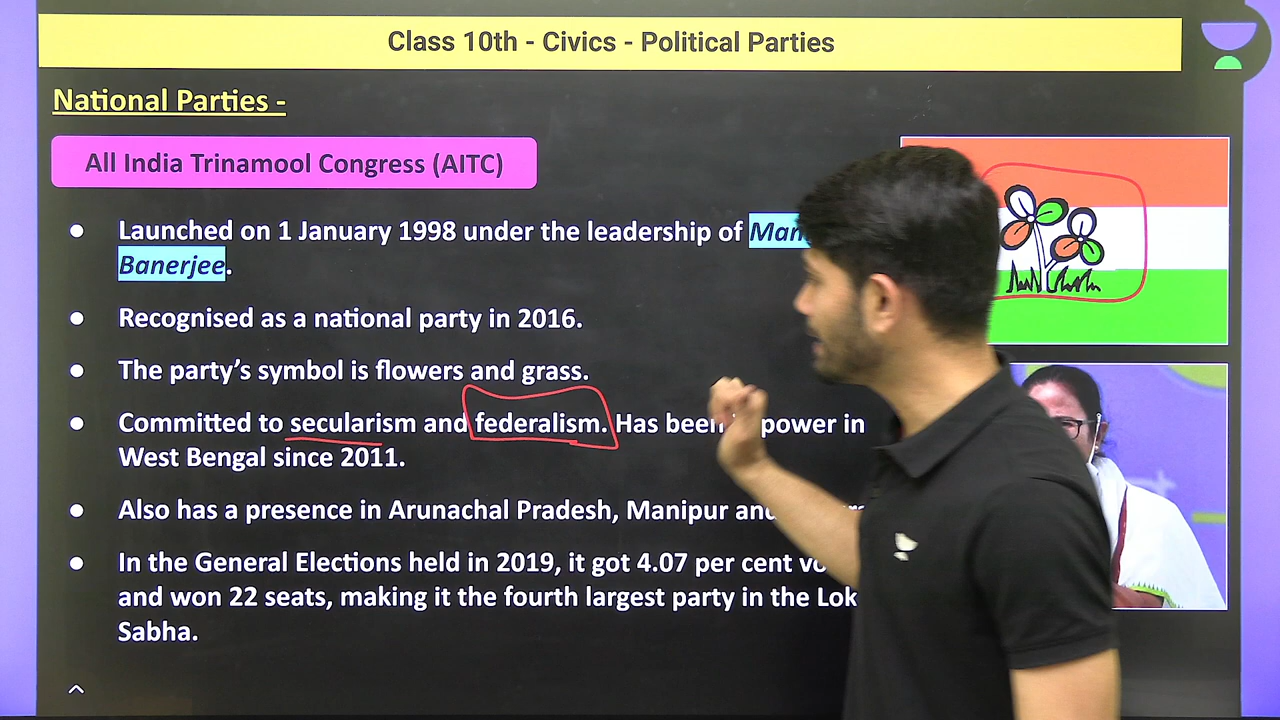 Class 10th - Civics - Political Parties
National Parties -
All India Trinamool Congress (AITC)
● Launched on 1 January 1998 under the leadership of
Banerjee.
● Recognised as a national party in 2016.
● The party's symbol is flowers and grass.
● Committed to secularism and federalism. Has been power in
West Bengal since 2011.
● Also has a presence in Arunachal Pradesh, Manipur and
● In the General Elections held in 2019, it got 4.07 per cent
and won 22 seats, making it the fourth largest party in the Lok
Sabha.